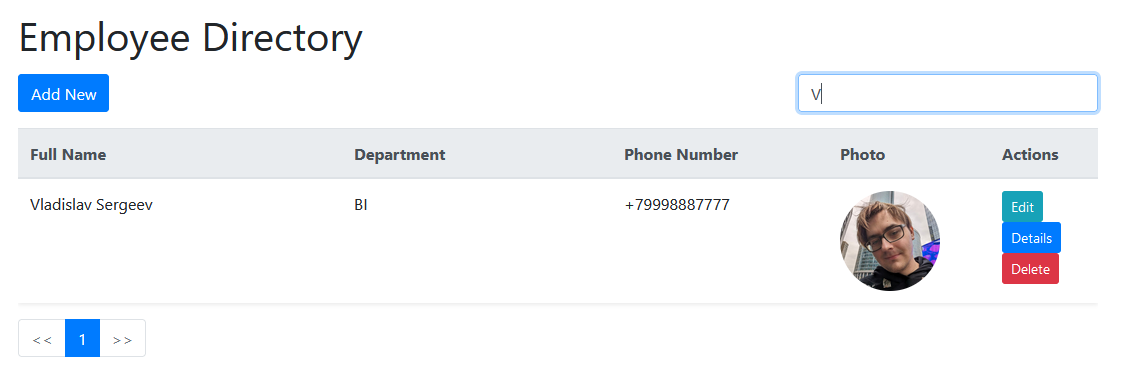 Employee Directory
Add New
V
Full Name Department Phone Number Photo Actions
Vladislav Sergeev BI +79998887777 Edit
Details
Delete
<< 1 >>